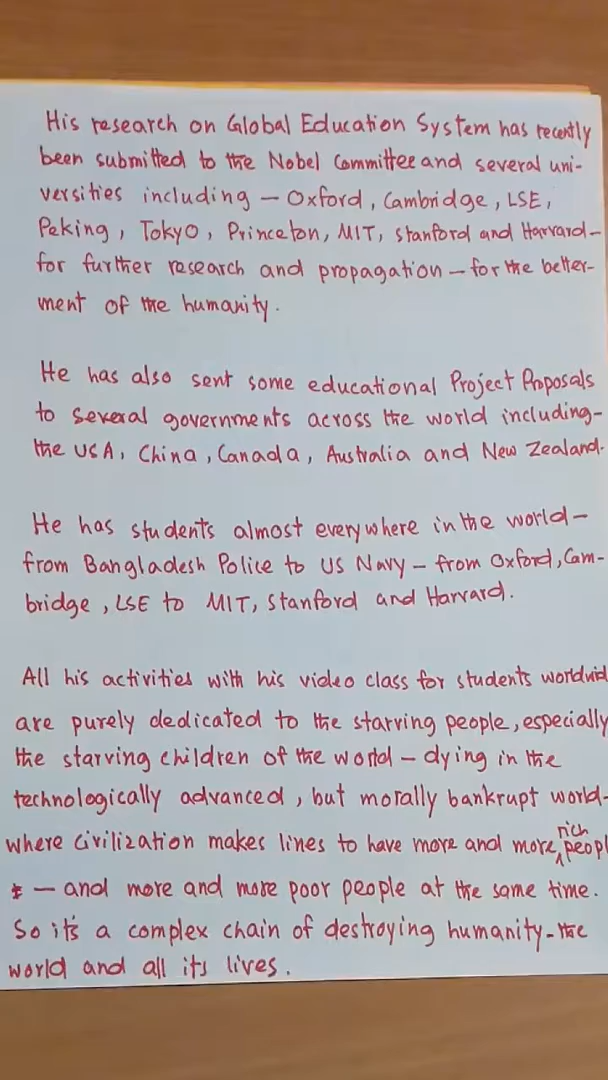 His research on Global Education System has recently
been submitted to the Nobel Committee and several uni-
versities including — Oxford, Cambridge, LSE,
Peking, Tokyo, Princeton, MIT, Stanford and Harvard—
for further research and propagation — for the better-
ment of the humanity.
He has also sent some educational Project Proposals
to several governments across the world including-
the USA, China, Canada, Australia and New Zealand.
He has students almost everywhere in the world—
from Bangladesh Police to US Navy — from Oxford, Cam-
bridge, LSE to MIT, Stanford and Harvard.
All his activities with his video class for students worldwid
are purely dedicated to the starving people, especially
the starving children of the world — dying in the
technologically advanced, but morally bankrupt world-
where civilization makes lines to have more and more rich peopl
— and more and more poor people at the same time.
So it's a complex chain of destroying humanity-the
world and all its lives.